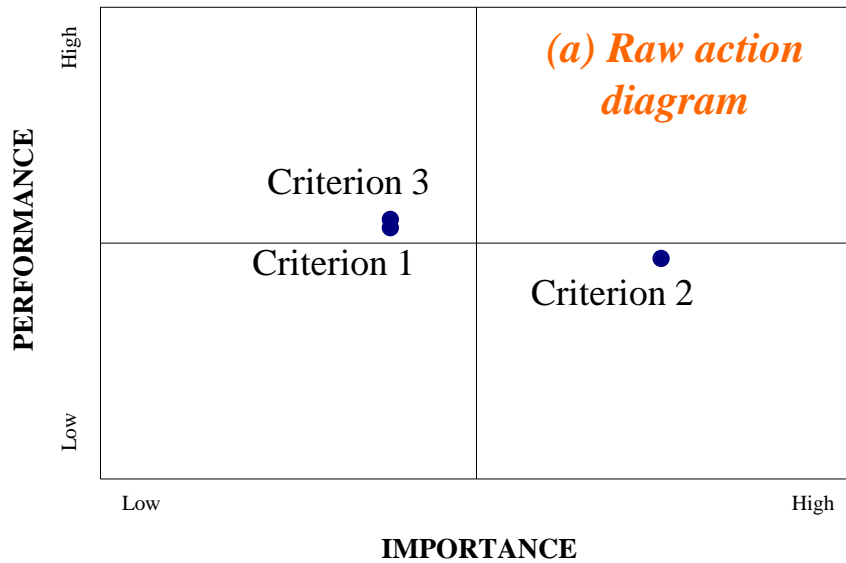 High
(a) Raw action
diagram
PERFORMANCE
Criterion 3
Criterion 1
Criterion 2
Low
Low
High
IMPORTANCE